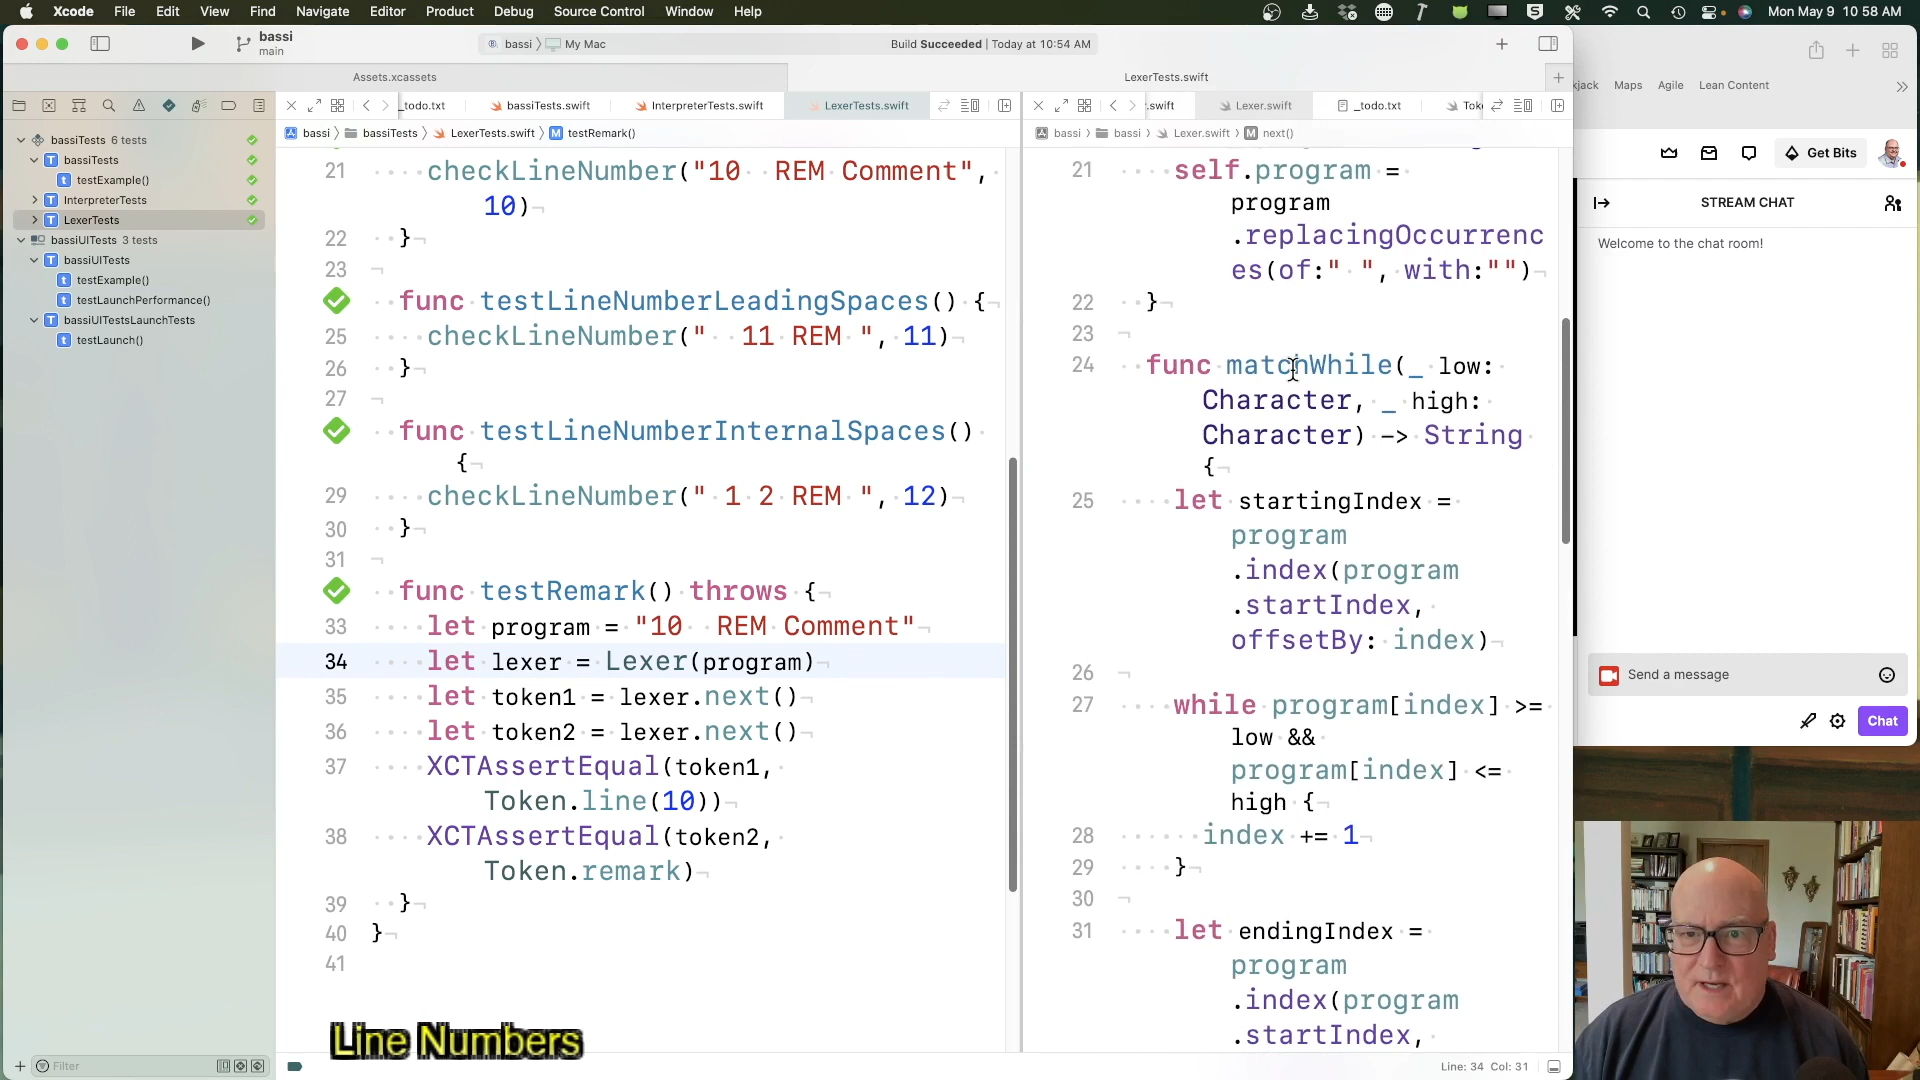 Xcode File Edit View Find Navigate Editor Product Debug Source Control Window Help Mon May 9 10:58 AM
bassi
main
bassi My Mac Build Succeeded | Today at 10:54 AM
Assets.xcassets LexerTests.swift
jack Maps Agile Lean Content
_todo.txt bassiTests.swift InterpreterTests.swift LexerTests.swift
.swift Lexer.swift _todo.txt Tok
bassi bassiTests LexerTests.swift M testRemark()
bassi bassi Lexer.swift M next()
bassiTests 6 tests
T bassiTests
t testExample()
T InterpreterTests
T LexerTests
bassiUITests 3 tests
T bassiUITests
t testExample()
t testLaunchPerformance()
T bassiUITestsLaunchTests
t testLaunch()
Filter
21 checkLineNumber("10  REM Comment",
10)
22 }
23
func testLineNumberLeadingSpaces() {
25 checkLineNumber("  11 REM ", 11)
26 }
27
func testLineNumberInternalSpaces()
{
29 checkLineNumber(" 1 2 REM ", 12)
30 }
31
func testRemark() throws {
33 let program = "10  REM Comment"
34 let lexer = Lexer(program)
35 let token1 = lexer.next()
36 let token2 = lexer.next()
37 XCTAssertEqual(token1,
Token.line(10))
38 XCTAssertEqual(token2,
Token.remark)
39 }
40 }
41
Line Numbers
21 self.program =
program
.replacingOccurrenc
es(of:" ", with:"")
22 }
23
24 func matchWhile(_ low:
Character, _ high:
Character) -> String
{
25 let startingIndex =
program
.index(program
.startIndex,
offsetBy: index)
26
27 while program[index] >=
low &&
program[index] <=
high {
28 index += 1
29 }
30
31 let endingIndex =
program
.index(program
.startIndex,
Line: 34 Col: 31
Get Bits
STREAM CHAT
Welcome to the chat room!
Send a message
Chat